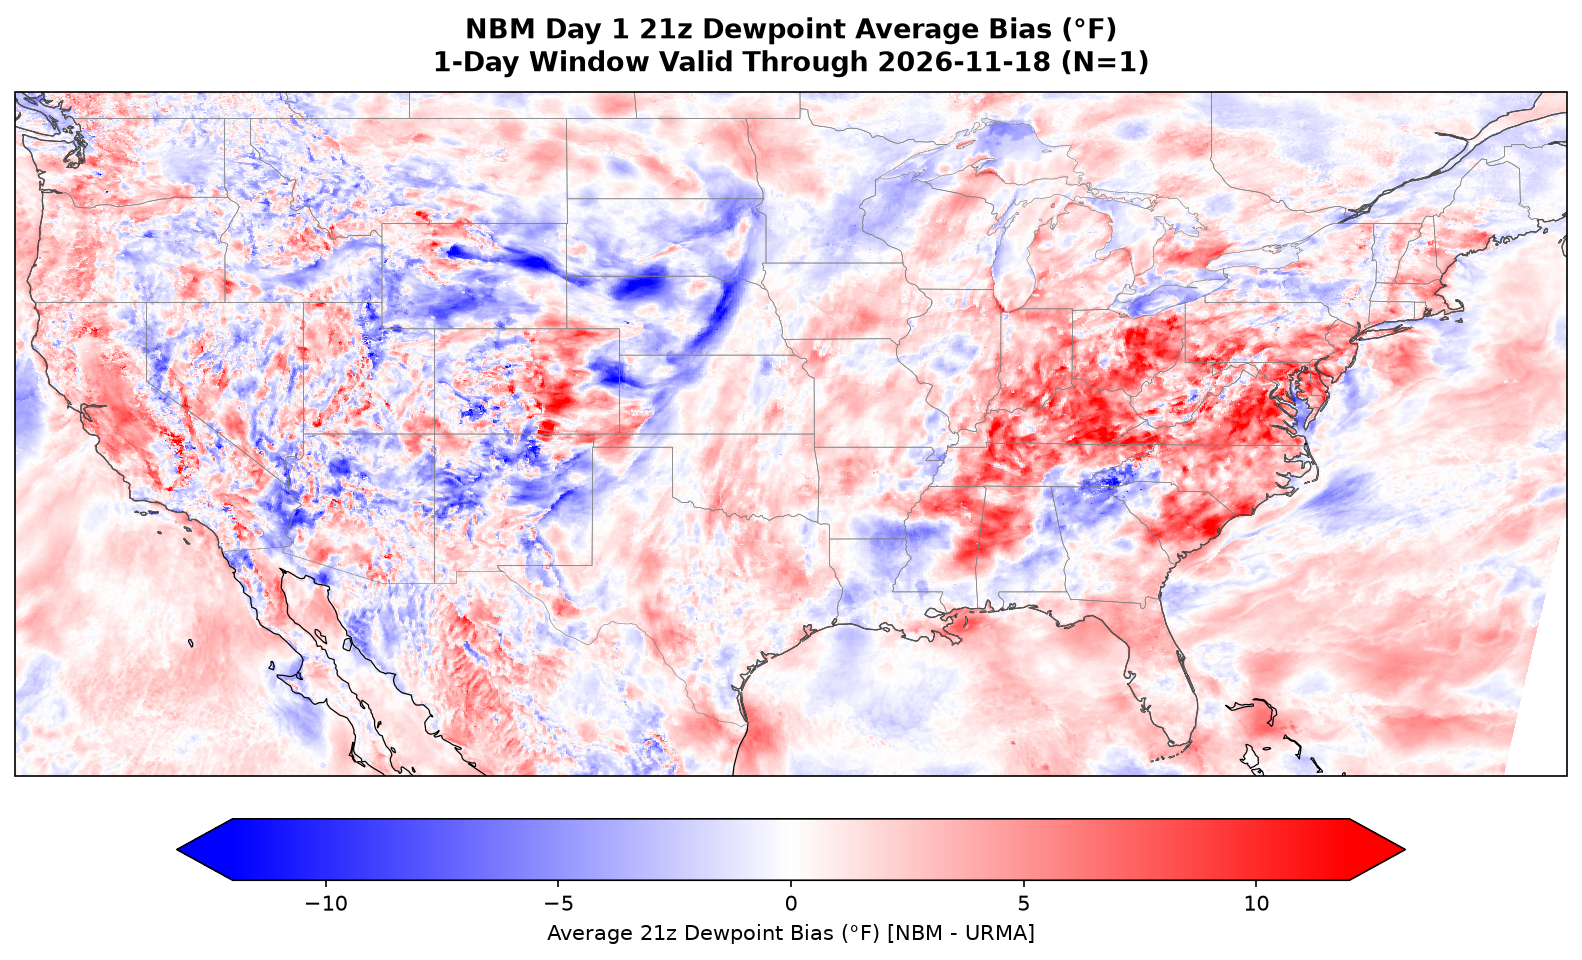 NBM Day 1 21z Dewpoint Average Bias (°F)
1-Day Window Valid Through 2026-11-18 (N=1)
−10 −5 0 5 10
Average 21z Dewpoint Bias (°F) [NBM - URMA]